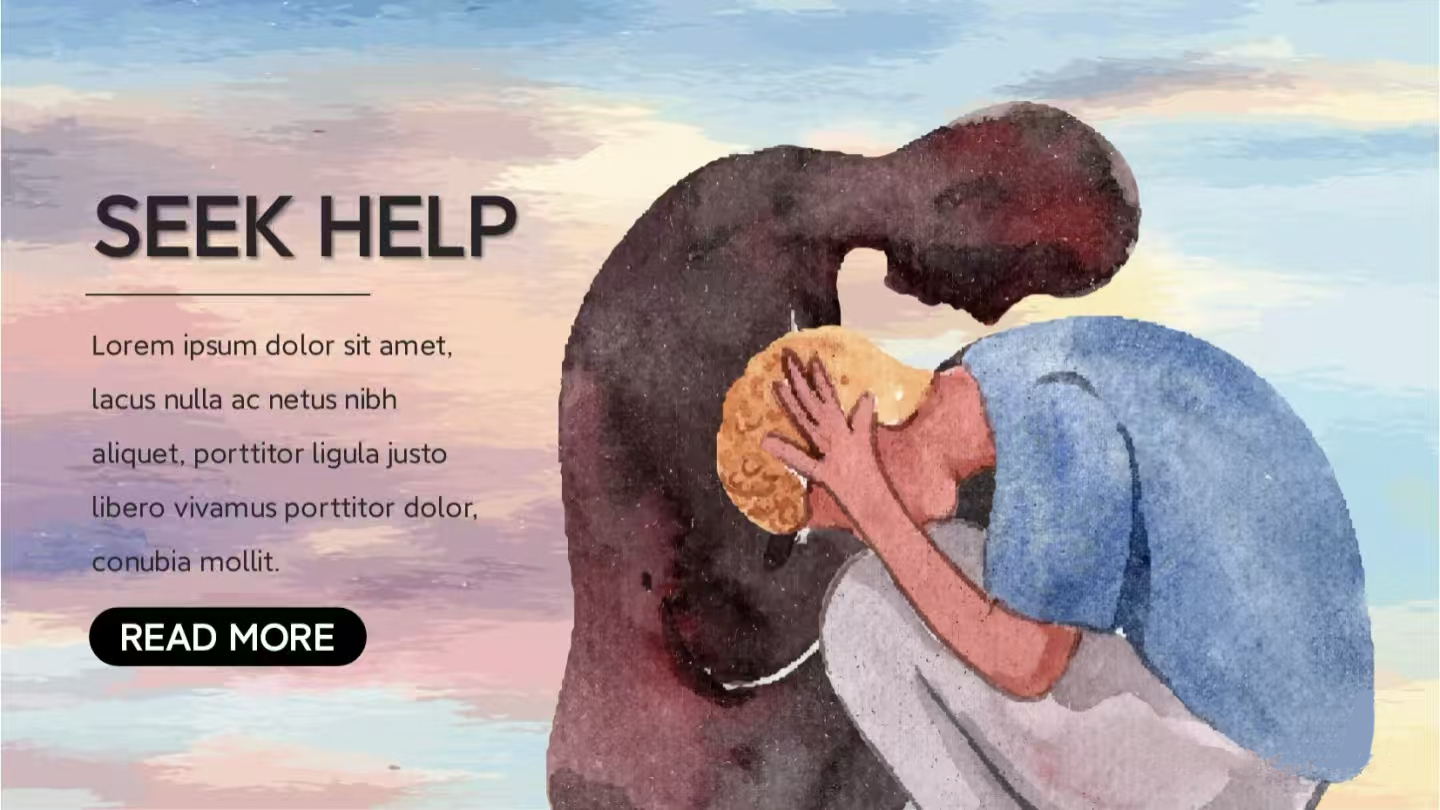 SEEK HELP
Lorem ipsum dolor sit amet,
lacus nulla ac netus nibh
aliquet, porttitor ligula justo
libero vivamus porttitor dolor,
conubia mollit.
READ MORE